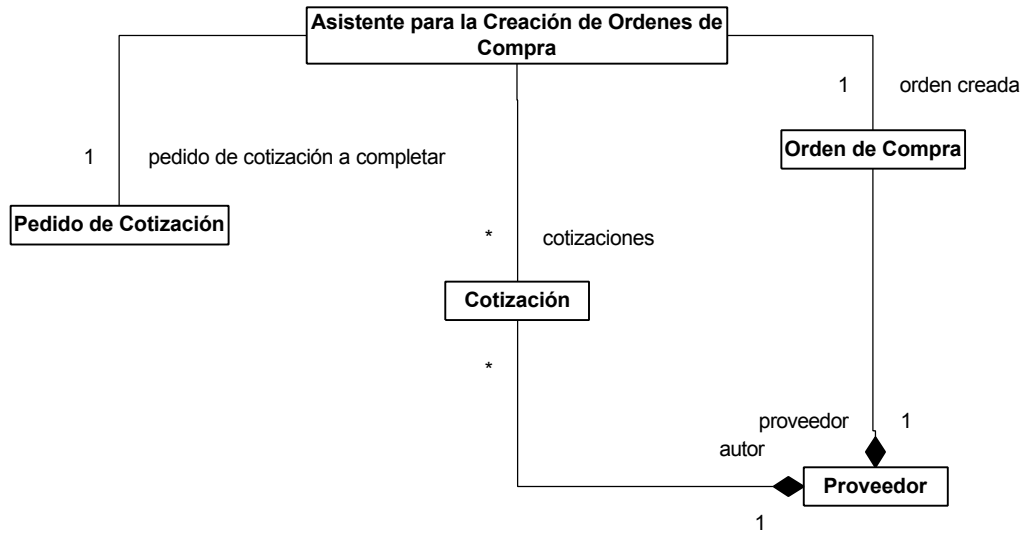 Asistente para la Creación de Ordenes de
Compra
1
orden creada
1
pedido de cotización a completar
Orden de Compra
Pedido de Cotización
*
cotizaciones
Cotización
*
proveedor
1
autor
Proveedor
1